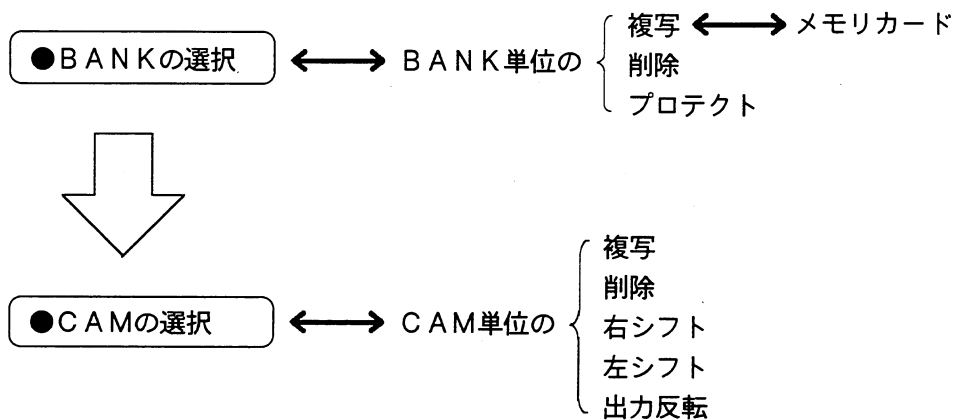 ●BANKの選択
BANK単位の
複写
メモリカード
削除
プロテクト
●CAMの選択
CAM単位の
複写
削除
右シフト
左シフト
出力反転